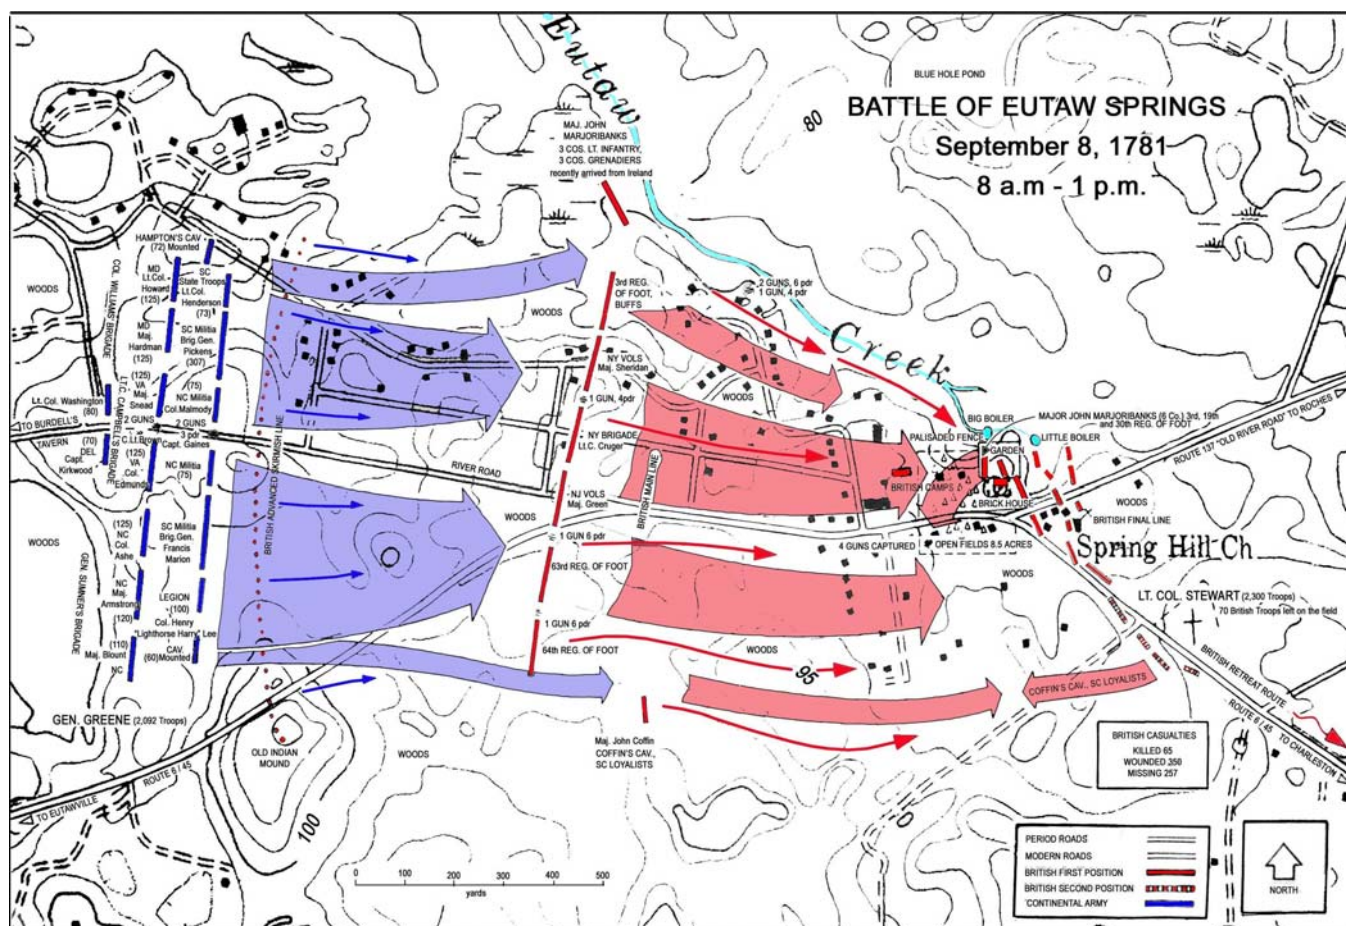 BATTLE OF EUTAW SPRINGS
September 8, 1781
8 a.m - 1 p.m.
BLUE HOLE POND
80
Eutaw
Creek
MAJ. JOHN
MARJORIBANKS
3 COS. LT. INFANTRY,
3 COS. GRENADIERS
recently arrived from Ireland
HAMPTON'S CAV
(72) Mounted
COL. WILLIAMS BRIGADE
MD
Lt.Col.
Howard
(125)
SC
State Troops
Lt.Col.
Henderson
(73)
WOODS
MD
Maj.
Hardman
(125)
SC Militia
Brig.Gen.
Pickens
(307)
(125)
VA
Maj.
Snead
(75)
NC Militia
Col.Malmody
Lt. Col. Washington
(80)
LT.C. CAMPBELL'S BRIGADE
2 GUNS
C.Lt.Brown
2 GUNS
3 pdr
Capt. Gaines
TO BURDELL'S
TAVERN
(70)
DEL
Capt.
Kirkwood
(125)
VA
Col.
Edmunds
NC Militia
(75)
WOODS
(125)
NC
Col.
Ashe
SC Militia
Brig.Gen.
Francis
Marion
GEN. SUMNER'S BRIGADE
NC
Maj.
Armstrong
(120)
LEGION
(100)
Col. Henry
"Lighthorse Harry" Lee
CAV.
(60)Mounted
(110)
Maj. Blount
NC
GEN. GREENE (2,092 Troops)
BRITISH ADVANCED SKIRMISH LINE
OLD INDIAN
MOUND
100
ROUTE 6 / 45
TO EUTAWVILLE
WOODS
WOODS
RIVER ROAD
WOODS
3rd REG.
OF FOOT,
BUFFS
2 GUNS, 6 pdr
1 GUN, 4 pdr
WOODS
NY VOLS
Maj. Sheridan
1 GUN, 4pdr
NY BRIGADE
Lt.C. Cruger
WOODS
NJ VOLS
Maj. Green
BRITISH MAIN LINE
1 GUN 6 pdr
63rd REG. OF FOOT
1 GUN 6 pdr
64th REG. OF FOOT
WOODS
95
Maj. John Coffin
COFFIN'S CAV.,
SC LOYALISTS
BIG BOILER
MAJOR JOHN MARJORIBANKS (6 Co.) 3rd, 19th
and 30th REG. OF FOOT
PALISADED FENCE
LITTLE BOILER
GARDEN
BRITISH CAMPS
BRICK HOUSE
ROUTE 137 "OLD RIVER ROAD" TO ROCHES
WOODS
BRITISH FINAL LINE
4 GUNS CAPTURED
OPEN FIELDS 8.5 ACRES
Spring Hill Ch
WOODS
LT. COL. STEWART (2,300 Troops)
70 British Troops left on the field
COFFIN'S CAV., SC LOYALISTS
BRITISH RETREAT ROUTE
ROUTE 6 / 45
TO CHARLESTON
BRITISH CASUALTIES
KILLED 65
WOUNDED 350
MISSING 257
0 100 200 300 400 500
yards
PERIOD ROADS
MODERN ROADS
BRITISH FIRST POSITION
BRITISH SECOND POSITION
CONTINENTAL ARMY
NORTH